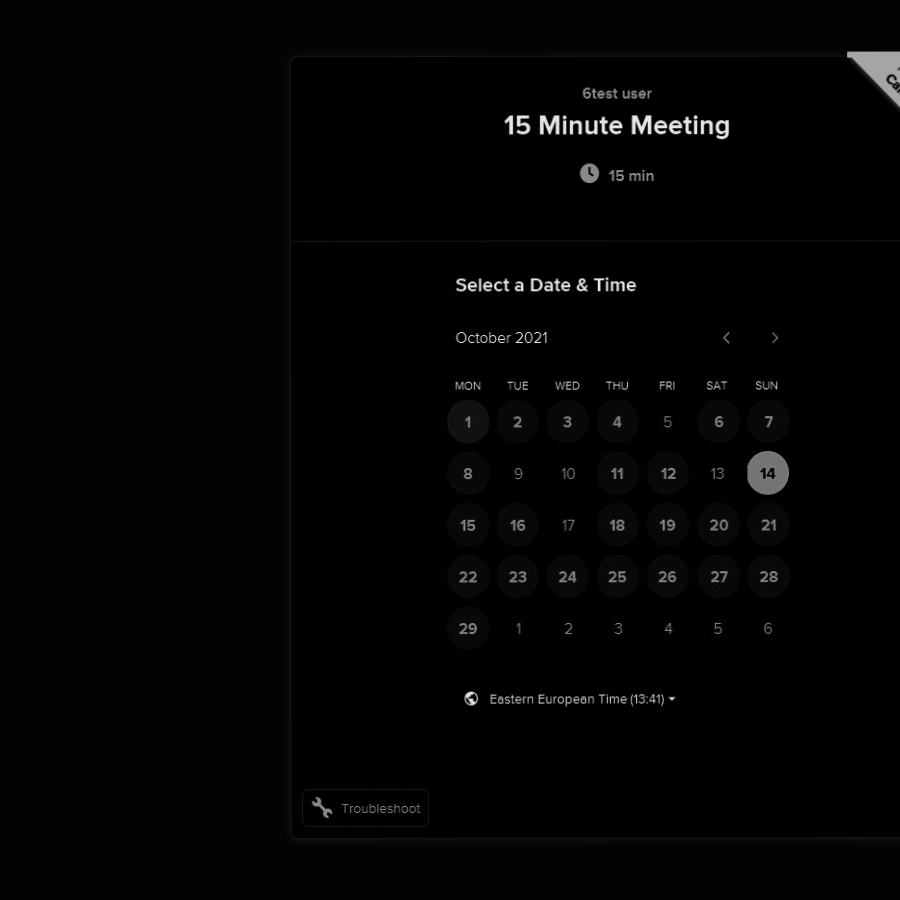 6test user
15 Minute Meeting
15 min
Select a Date & Time
October 2021
MON TUE WED THU FRI SAT SUN
1 2 3 4 5 6 7
8 9 10 11 12 13 14
15 16 17 18 19 20 21
22 23 24 25 26 27 28
29 1 2 3 4 5 6
Eastern European Time (13:41)
Troubleshoot